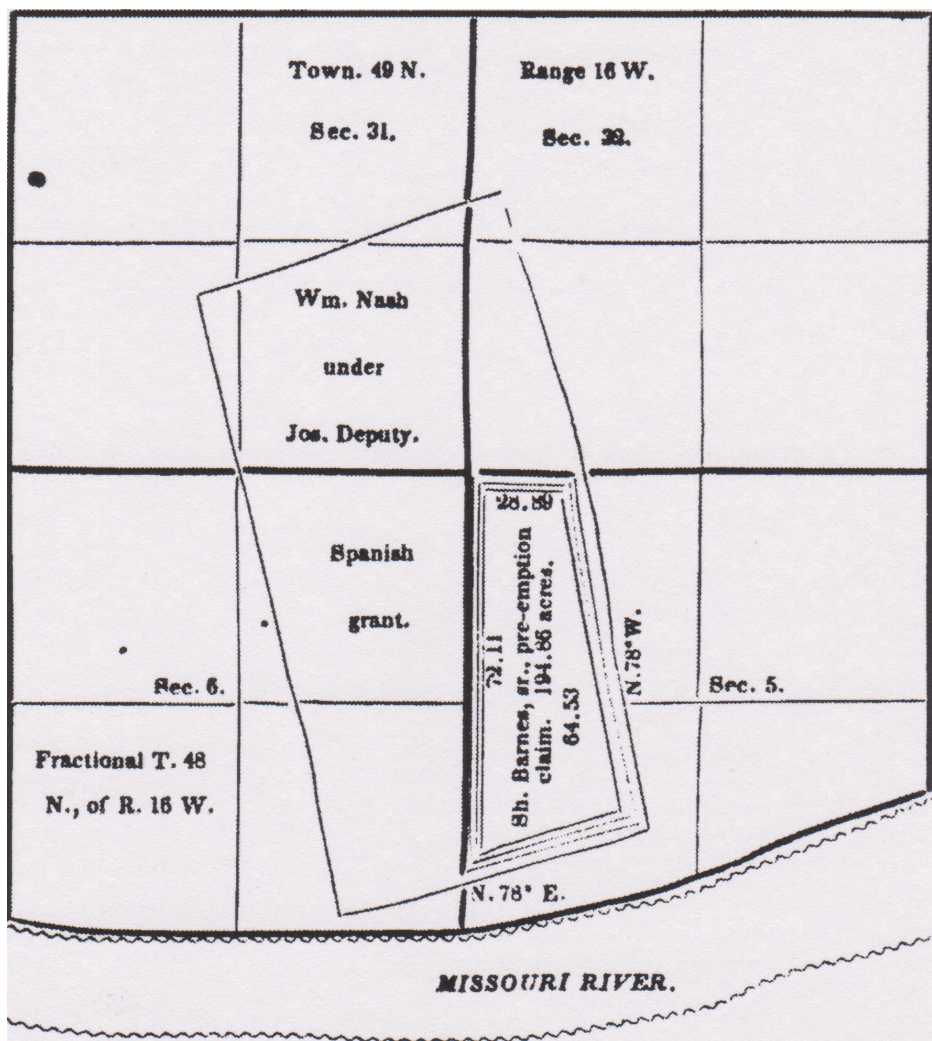 Town. 49 N.
Sec. 31.
Range 16 W.
Sec. 32.
Wm. Nash
under
Jos. Deputy.
Spanish
grant.
28.89
72.11
Sh. Barnes, sr., pre-emption
claim. 194.86 acres.
64.53
N.78° W.
Sec. 6.
Sec. 5.
Fractional T. 48
N., of R. 16 W.
N.78° E.
MISSOURI RIVER.